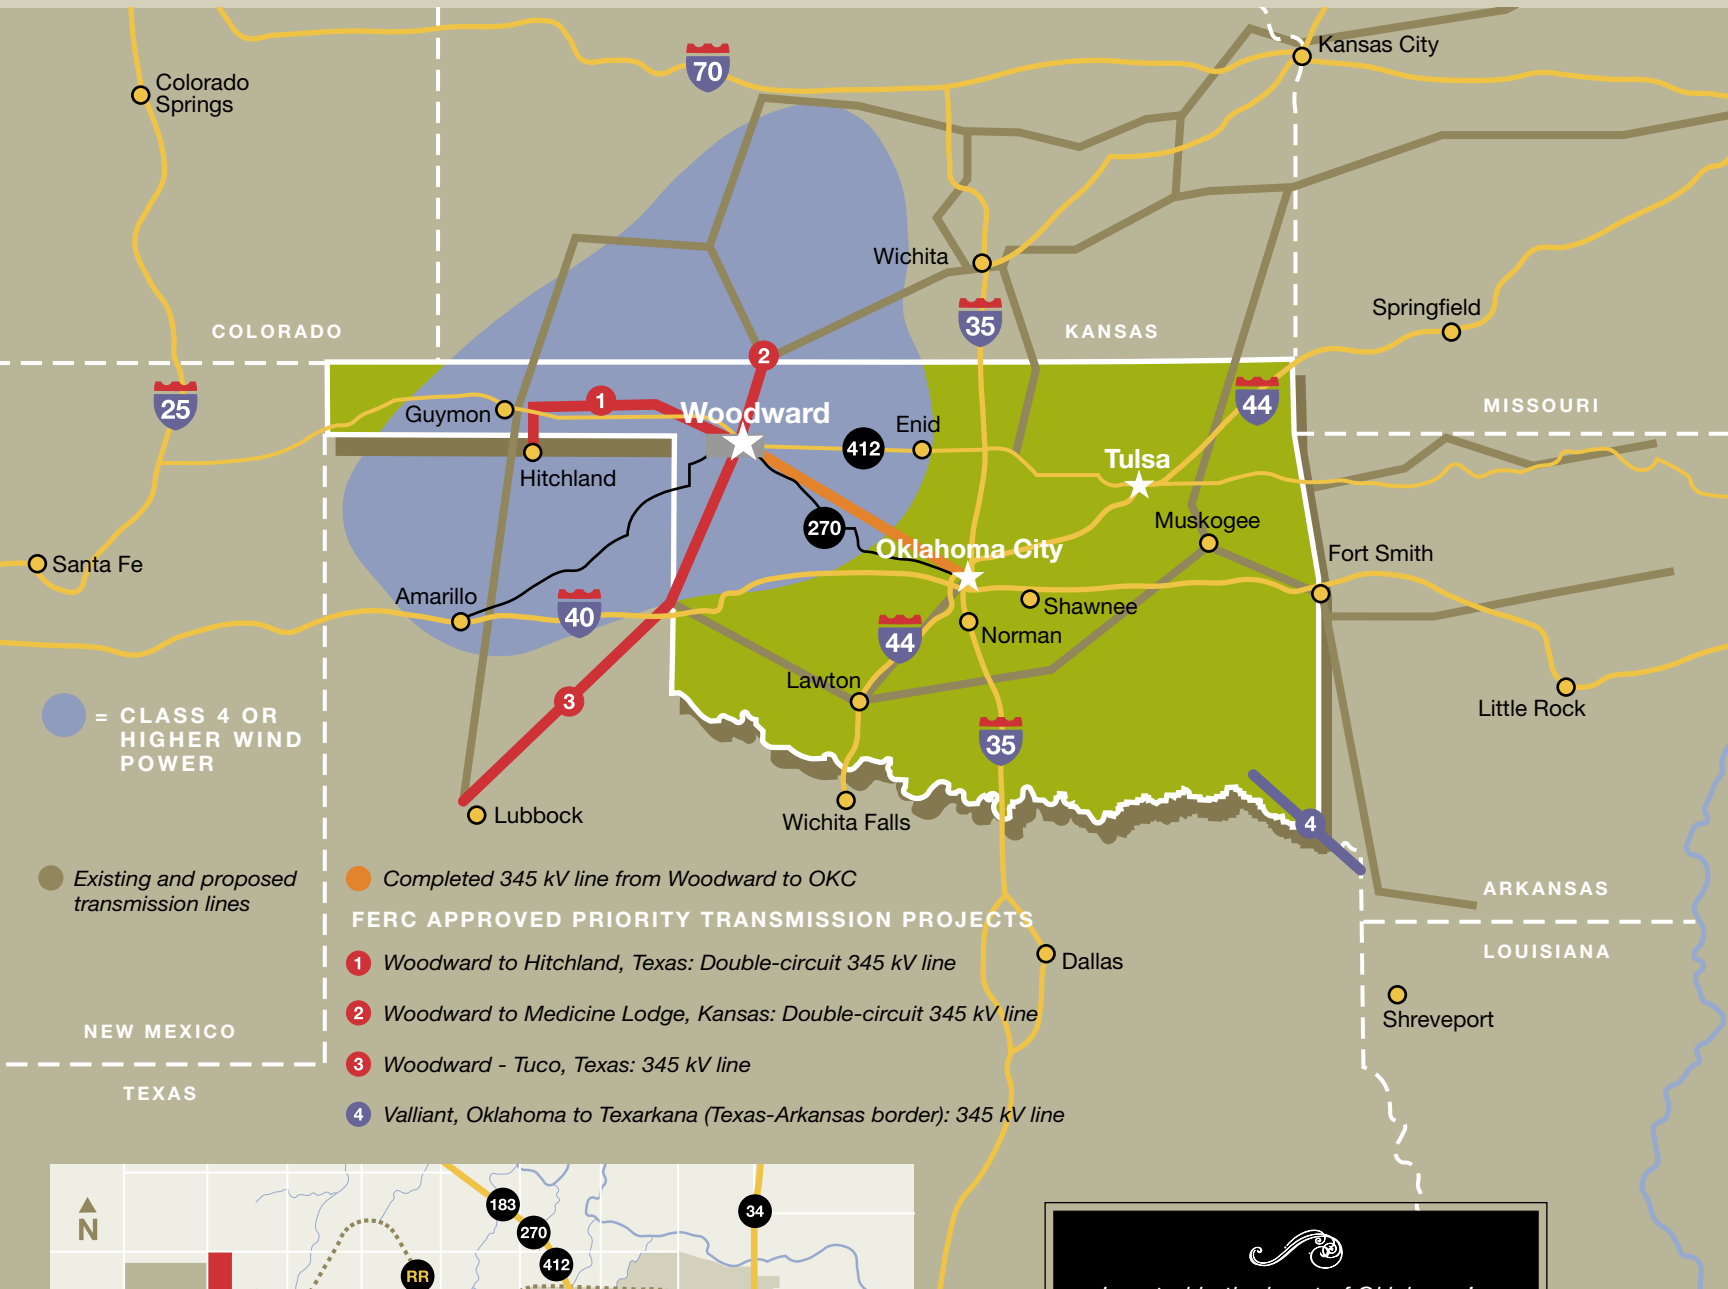 70
Kansas City
Colorado
Springs
Wichita
35
Springfield
COLORADO
KANSAS
2
25
Guymon
1
Woodward
Enid
412
44
MISSOURI
Hitchland
Tulsa
270
Muskogee
Oklahoma City
Fort Smith
Santa Fe
Amarillo
40
Shawnee
Norman
44
Lawton
3
35
Little Rock
= CLASS 4 OR
HIGHER WIND
POWER
Lubbock
Wichita Falls
4
Existing and proposed
transmission lines
Completed 345 kV line from Woodward to OKC
ARKANSAS
FERC APPROVED PRIORITY TRANSMISSION PROJECTS
LOUISIANA
1 Woodward to Hitchland, Texas: Double-circuit 345 kV line
Dallas
2 Woodward to Medicine Lodge, Kansas: Double-circuit 345 kV line
Shreveport
NEW MEXICO
3 Woodward - Tuco, Texas: 345 kV line
TEXAS
4 Valliant, Oklahoma to Texarkana (Texas-Arkansas border): 345 kV line
N
183
34
270
412
RR